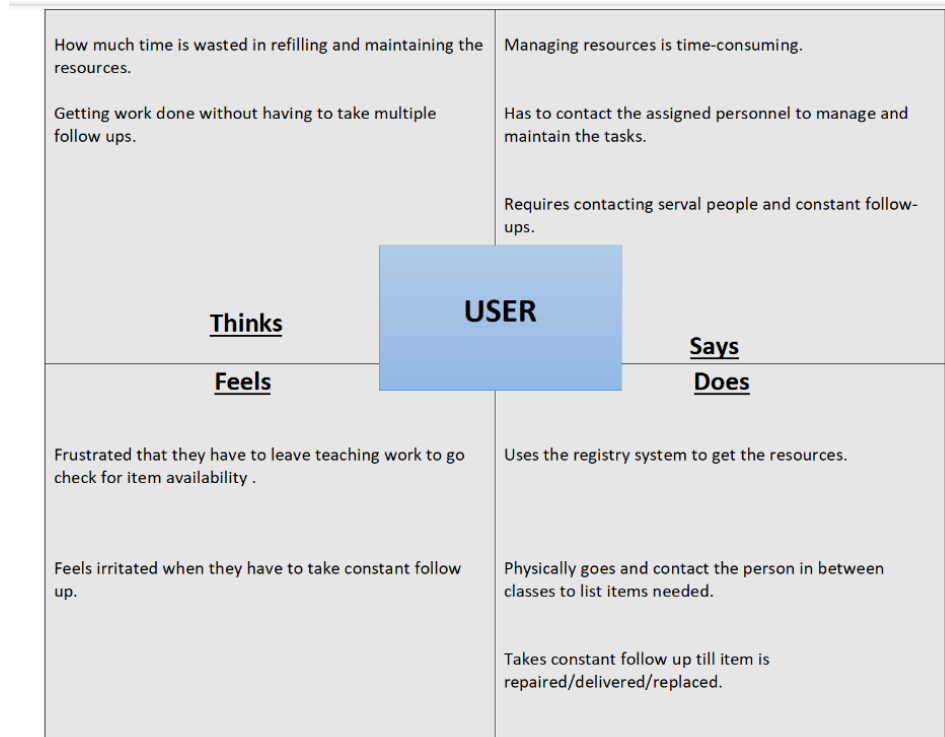 How much time is wasted in refilling and maintaining the
resources.
Getting work done without having to take multiple
follow ups.
Thinks
Managing resources is time-consuming.
Has to contact the assigned personnel to manage and
maintain the tasks.
Requires contacting serval people and constant follow-
ups.
Says
USER
Feels
Frustrated that they have to leave teaching work to go
check for item availability .
Feels irritated when they have to take constant follow
up.
Does
Uses the registry system to get the resources.
Physically goes and contact the person in between
classes to list items needed.
Takes constant follow up till item is
repaired/delivered/replaced.